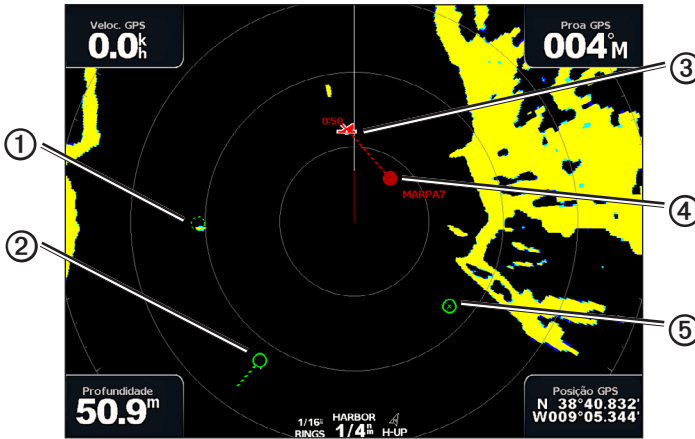 Veloc. GPS
0.0 k/h
Proa GPS
004°M
③
0:50
①
MARPA7
④
②
⑤
Profundidade
50.9m
1/16 n/m RINGS
HARBOR
1/4 n/m
H-UP
Posição GPS
N 38°40.832'
W009°05.344'